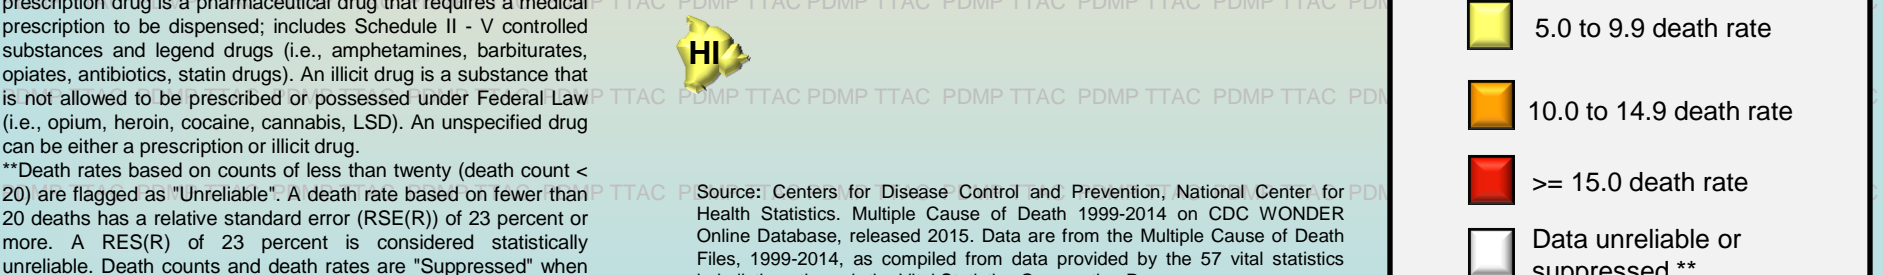 prescription drug is a pharmaceutical drug that requires a medical
prescription to be dispensed; includes Schedule II - V controlled
substances and legend drugs (i.e., amphetamines, barbiturates,
opiates, antibiotics, statin drugs). An illicit drug is a substance that
is not allowed to be prescribed or possessed under Federal Law
(i.e., opium, heroin, cocaine, cannabis, LSD). An unspecified drug
can be either a prescription or illicit drug.
**Death rates based on counts of less than twenty (death count <
20) are flagged as "Unreliable". A death rate based on fewer than
20 deaths has a relative standard error (RSE(R)) of 23 percent or
more. A RES(R) of 23 percent is considered statistically
unreliable. Death counts and death rates are "Suppressed" when
HI
PDMP TTAC PDMP TTAC PDMP TTAC PDMP TTAC PDMP TTAC
Source: Centers for Disease Control and Prevention, National Center for
Health Statistics. Multiple Cause of Death 1999-2014 on CDC WONDER
Online Database, released 2015. Data are from the Multiple Cause of Death
Files, 1999-2014, as compiled from data provided by the 57 vital statistics
5.0 to 9.9 death rate
10.0 to 14.9 death rate
>= 15.0 death rate
Data unreliable or
suppressed **